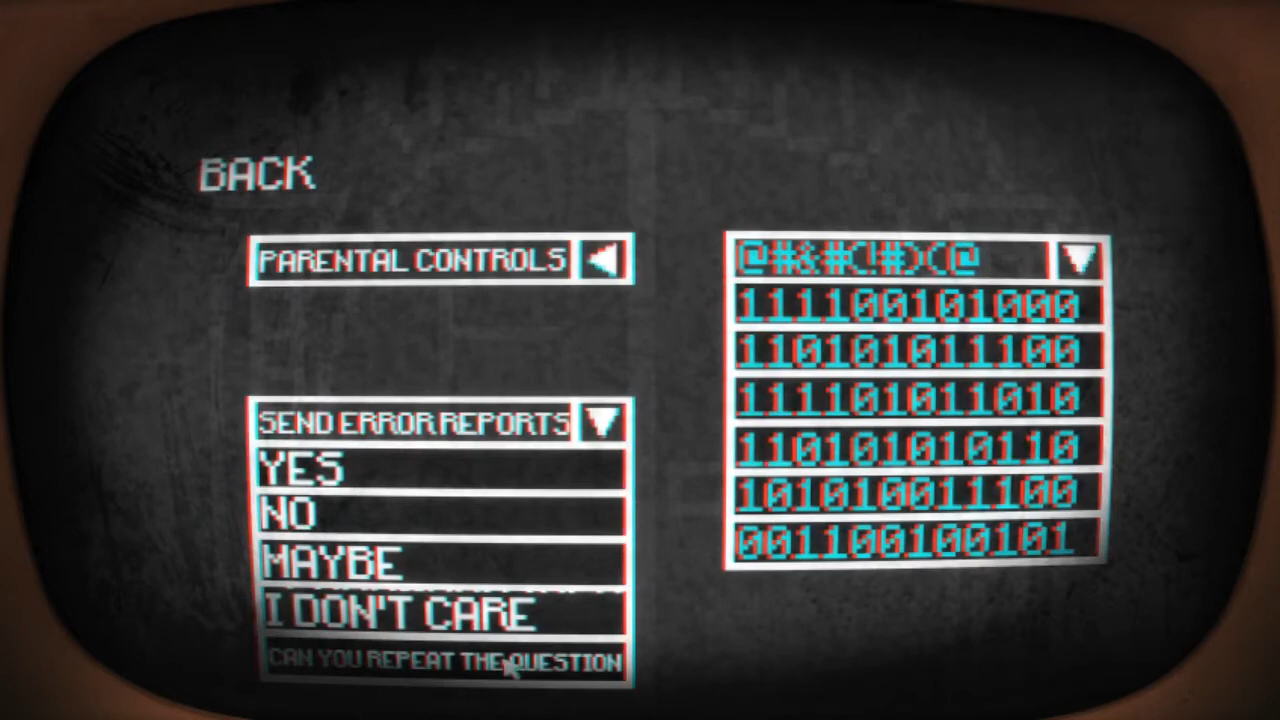 BACK
PARENTAL CONTROLS
SEND ERROR REPORTS
YES
NO
MAYBE
I DON'T CARE
CAN YOU REPEAT THE QUESTION
@#&#(!#)(@
111100101000
110101011100
111101011010
110101010110
101010011100
001100100101